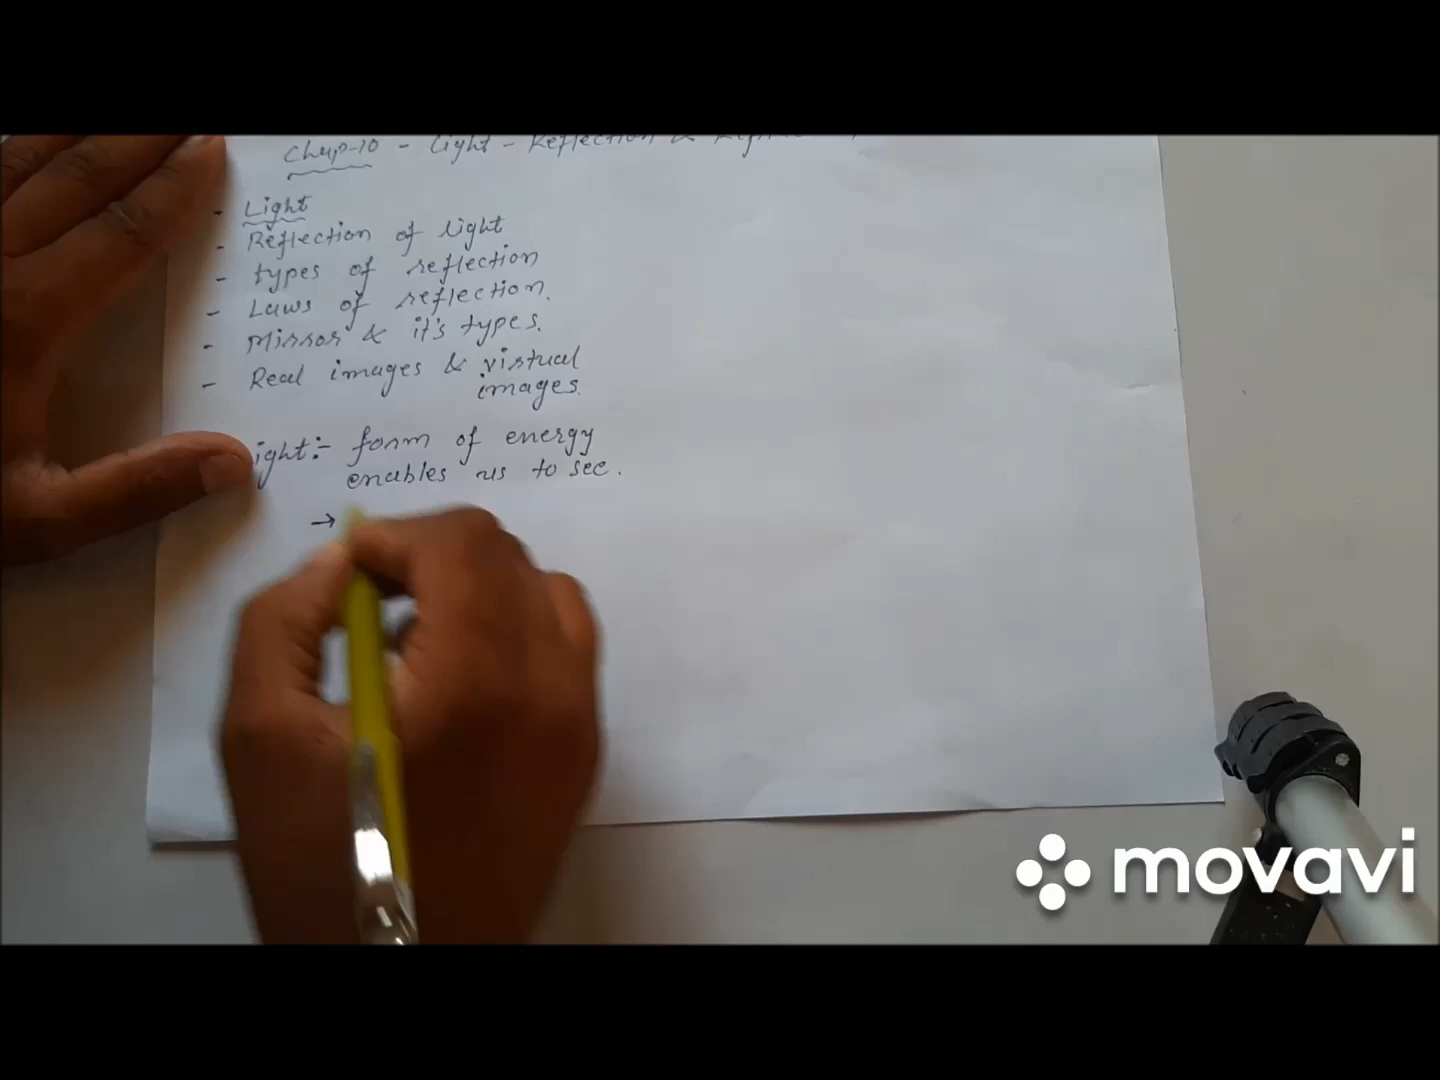 Chap-10 - Light - Reflection &
- Light
- Reflection of light
- types of reflection
- Laws of reflection.
- Mirror & it's types.
- Real images & virtual
images.
ight:- form of energy
enables us to see.
→
movavi